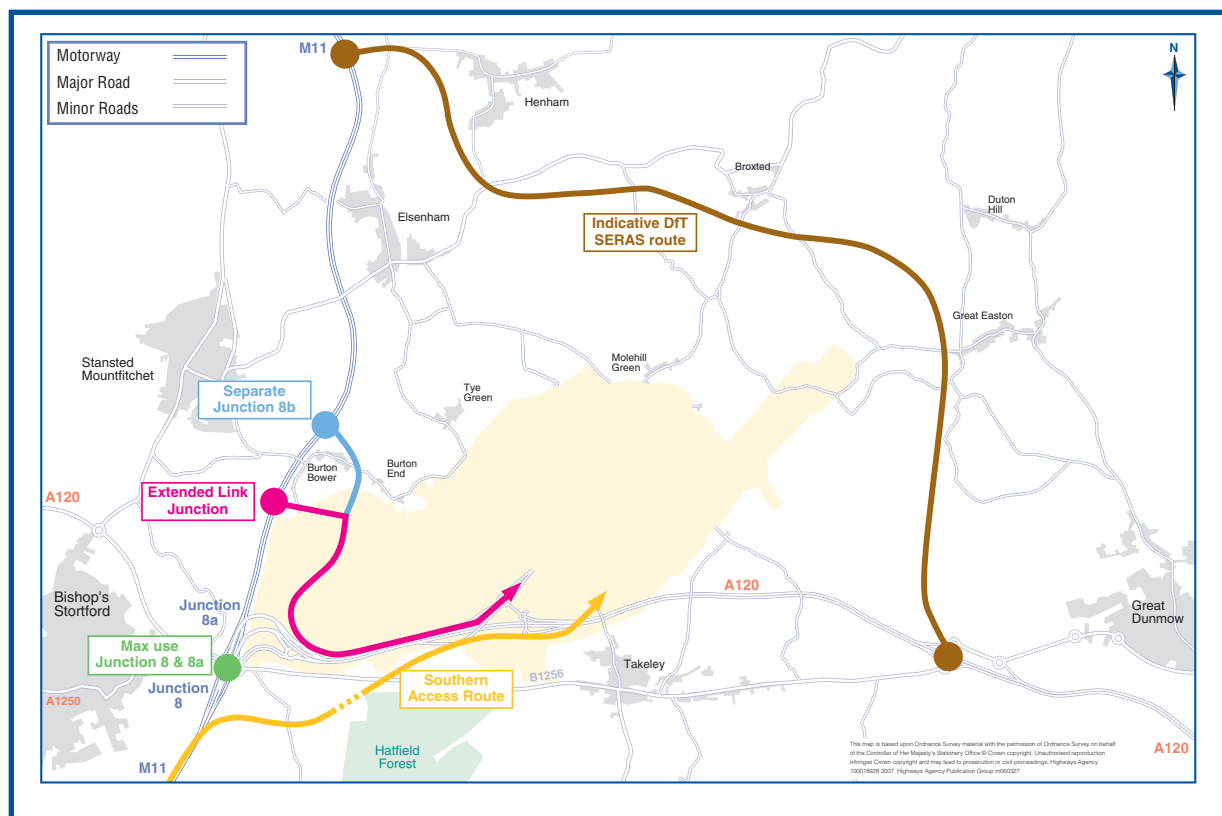 Motorway
Major Road
Minor Roads
M11
N
Henham
Broxted
Duton
Hill
Elsenham
Indicative DfT
SERAS route
Great Easton
Stansted
Mountfitchet
Molehill
Green
Separate
Junction 8b
Tye
Green
Burton
Bower
Burton
End
Extended Link
Junction
A120
A120
Bishop's
Stortford
Junction
8a
Great
Dunmow
Max use
Junction 8 & 8a
Takeley
Junction
8
B1256
Southern
Access Route
A1250
Hatfield
Forest
M11
A120
This map is based upon Ordnance Survey material with the permission of Ordnance Survey on behalf
of the Controller of Her Majesty's Stationery Office © Crown copyright. Unauthorised reproduction
infringes Crown copyright and may lead to prosecution or civil proceedings. Highways Agency
100018928 2007. Highways Agency Publication Group m060327